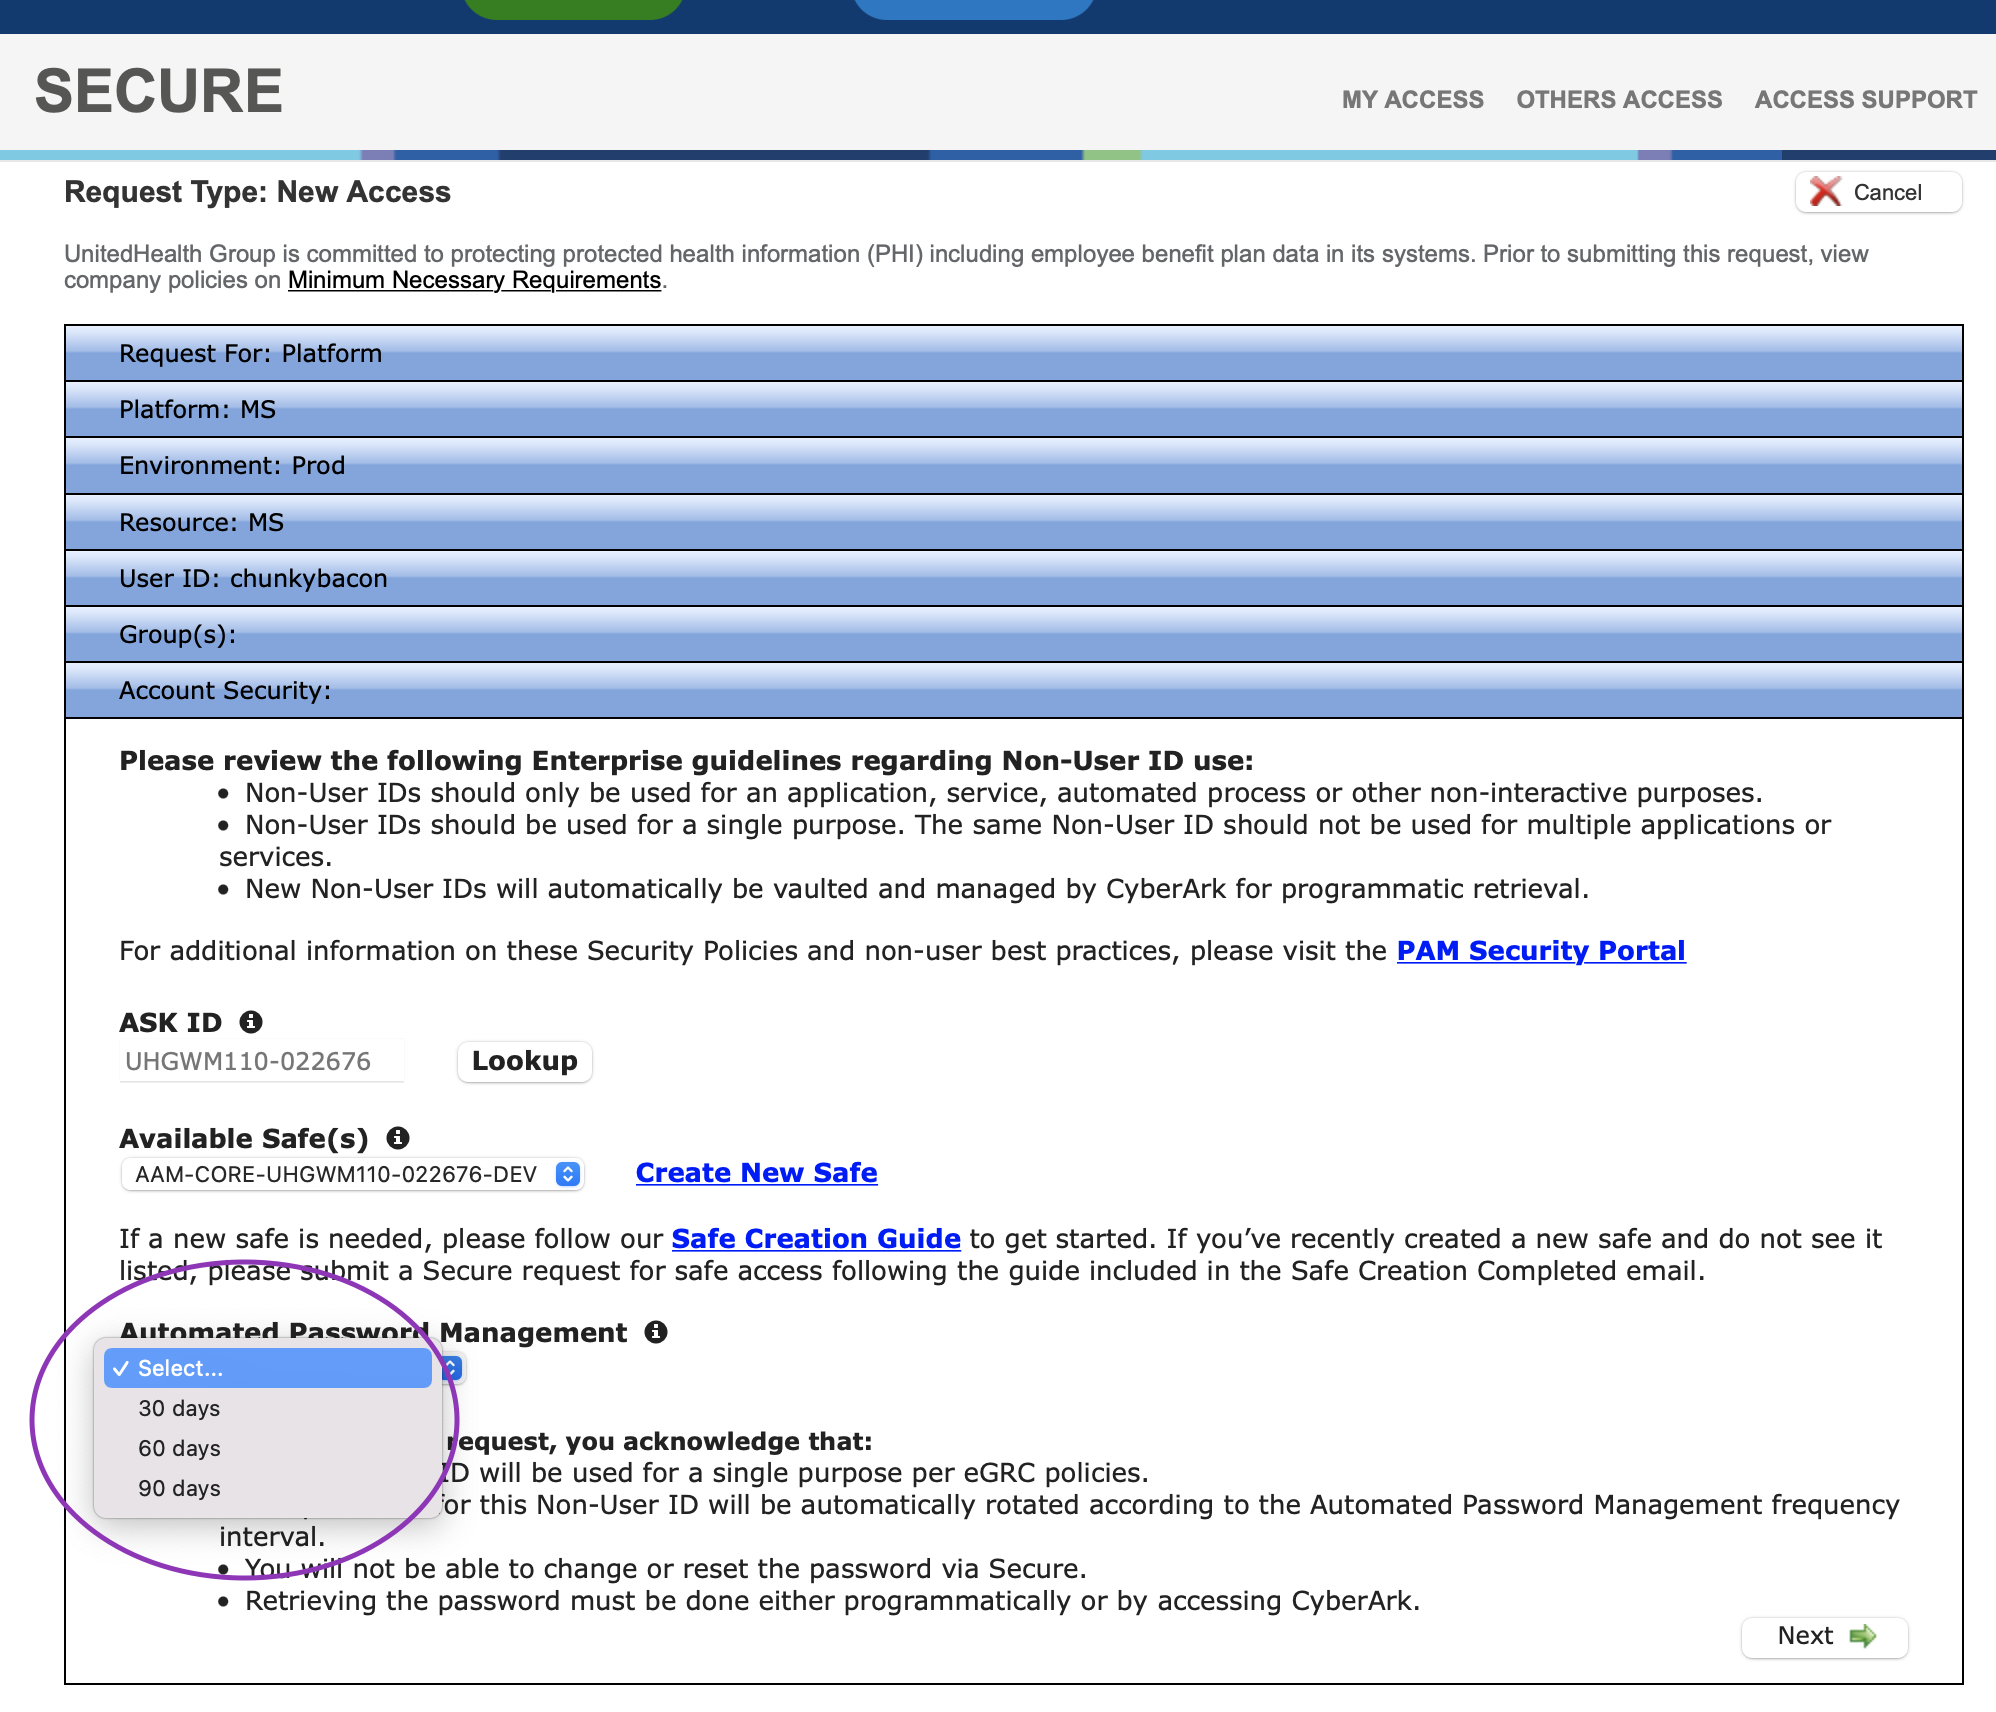 SECURE
MY ACCESS OTHERS ACCESS ACCESS SUPPORT
Request Type: New Access
Cancel
UnitedHealth Group is committed to protecting protected health information (PHI) including employee benefit plan data in its systems. Prior to submitting this request, view
company policies on Minimum Necessary Requirements.
Request For: Platform
Platform: MS
Environment: Prod
Resource: MS
User ID: chunkybacon
Group(s):
Account Security:
Please review the following Enterprise guidelines regarding Non-User ID use:
• Non-User IDs should only be used for an application, service, automated process or other non-interactive purposes.
• Non-User IDs should be used for a single purpose. The same Non-User ID should not be used for multiple applications or
services.
• New Non-User IDs will automatically be vaulted and managed by CyberArk for programmatic retrieval.
For additional information on these Security Policies and non-user best practices, please visit the PAM Security Portal
ASK ID
UHGWM110-022676
Lookup
Available Safe(s)
AAM-CORE-UHGWM110-022676-DEV
Create New Safe
If a new safe is needed, please follow our Safe Creation Guide to get started. If you’ve recently created a new safe and do not see it
listed, please submit a Secure request for safe access following the guide included in the Safe Creation Completed email.
Automated Password Management
✓ Select...
30 days
60 days
90 days
request, you acknowledge that:
ID will be used for a single purpose per eGRC policies.
for this Non-User ID will be automatically rotated according to the Automated Password Management frequency
interval.
• You will not be able to change or reset the password via Secure.
• Retrieving the password must be done either programmatically or by accessing CyberArk.
Next